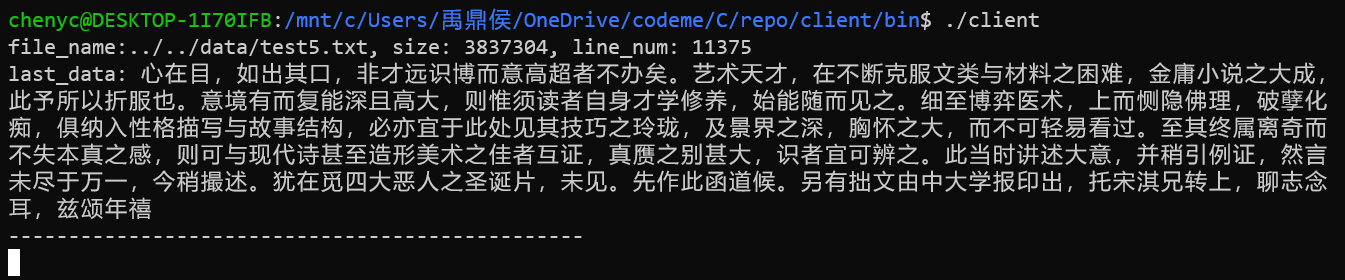 chenyc@DESKTOP-1I70IFB:/mnt/c/Users/禹鼎侯/OneDrive/codeme/C/repo/client/bin$ ./client
file_name:../../data/test5.txt, size: 3837304, line_num: 11375
last_data: 心在目，如出其口，非才远识博而意高超者不办矣。艺术天才，在不断克服文类与材料之困难，金庸小说之大成，
此予所以折服也。意境有而复能深且高大，则惟须读者自身才学修养，始能随而见之。细至博弈医术，上而恻隐佛理，破孽化
痴，俱纳入性格描写与故事结构，必亦宜于此处见其技巧之玲珑，及景界之深，胸怀之大，而不可轻易看过。至其终属离奇而
不失本真之感，则可与现代诗甚至造形美术之佳者互证，真赝之别甚大，识者宜可辨之。此当时讲述大意，并稍引例证，然言
未尽于万一，今稍撮述。犹在觅四大恶人之圣诞片，未见。先作此函道候。另有拙文由中大学报印出，托宋淇兄转上，聊志念
耳，兹颂年禧
------------------------------------------------